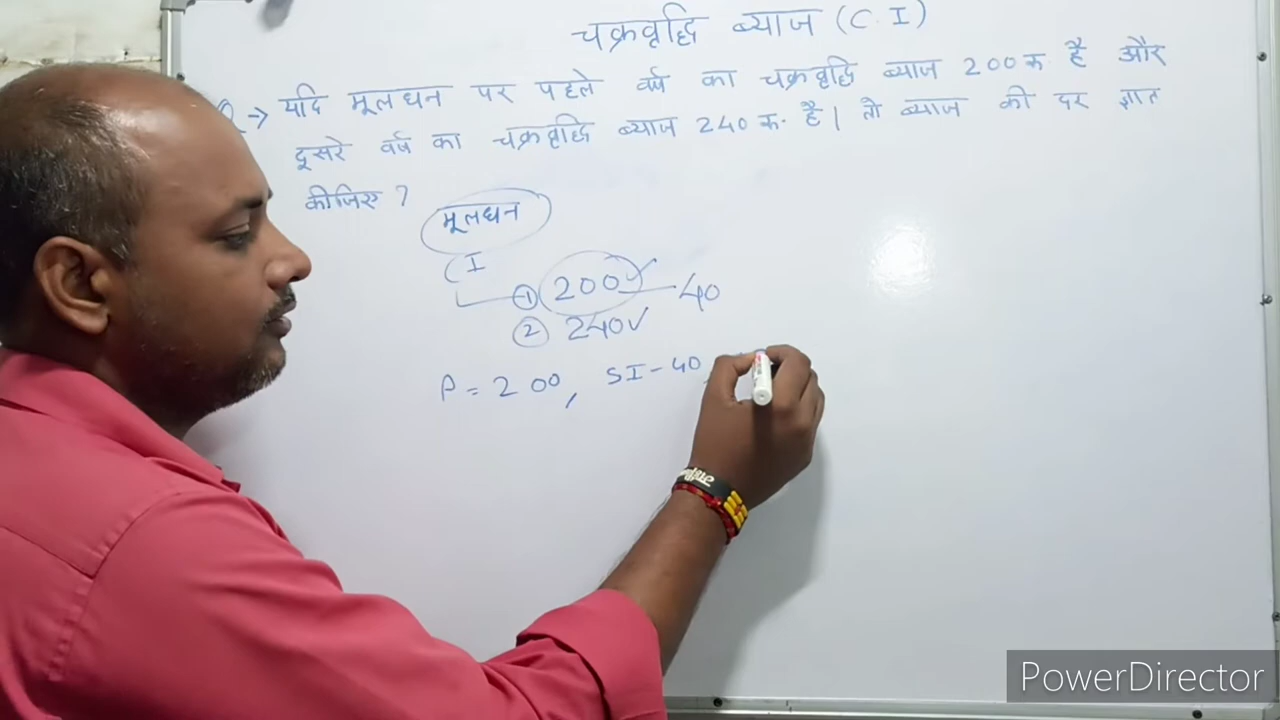 चक्रवृद्धि ब्याज (C.I)
Q → यदि मूलधन पर पहले वर्ष का चक्रवृद्धि ब्याज 200 रु. है और
दूसरे वर्ष का चक्रवृद्धि ब्याज 240 रु. है। तो ब्याज की दर ज्ञात
कीजिए ?
मूलधन
CI
① 200 ✓ — 40
② 240 ✓
P = 200, SI - 40,
PowerDirector